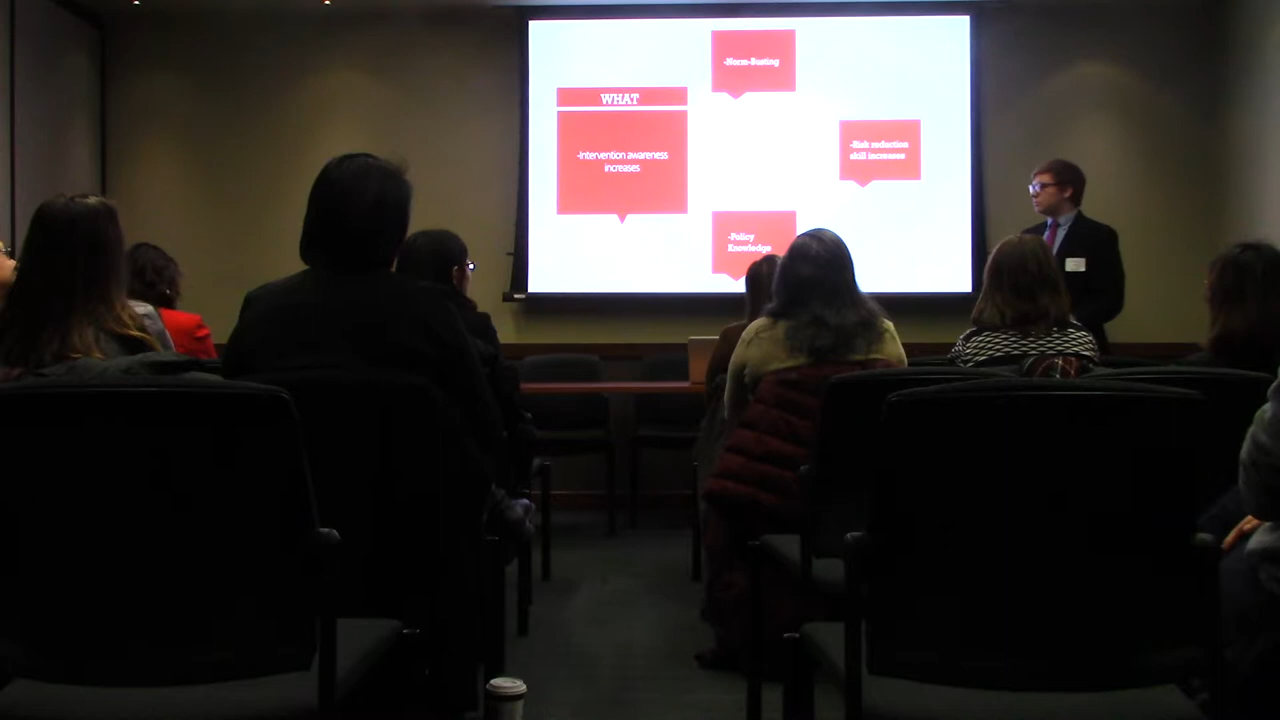 WHAT
-Intervention awareness
increases
-Norm-Busting
-Risk reduction
skill increases
-Policy
Knowledge